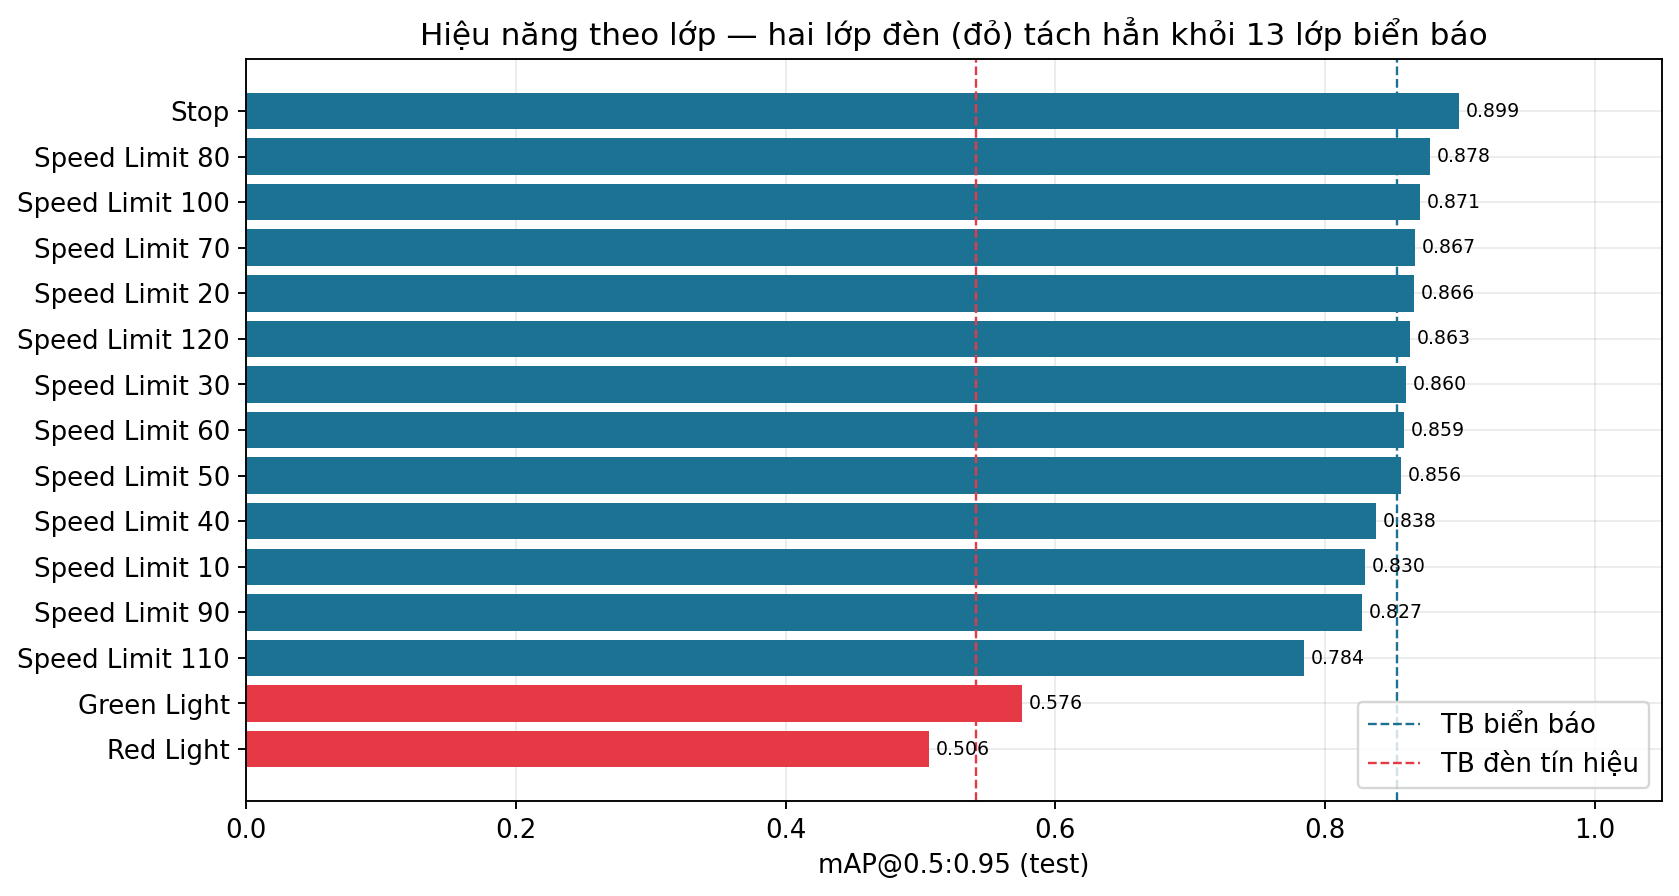 Hiệu năng theo lớp — hai lớp đèn (đỏ) tách hẳn khỏi 13 lớp biển báo
Stop 0.899
Speed Limit 80 0.878
Speed Limit 100 0.871
Speed Limit 70 0.867
Speed Limit 20 0.866
Speed Limit 120 0.863
Speed Limit 30 0.860
Speed Limit 60 0.859
Speed Limit 50 0.856
Speed Limit 40 0.838
Speed Limit 10 0.830
Speed Limit 90 0.827
Speed Limit 110 0.784
Green Light 0.576
Red Light 0.506
TB biển báo
TB đèn tín hiệu
0.0 0.2 0.4 0.6 0.8 1.0
mAP@0.5:0.95 (test)